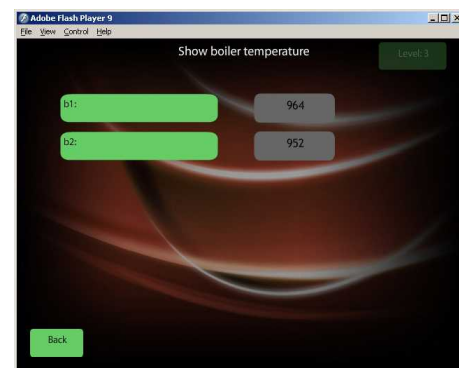 Adobe Flash Player 9
File View Control Help
Show boiler temperature
Level: 3
b1: 964
b2: 952
Back